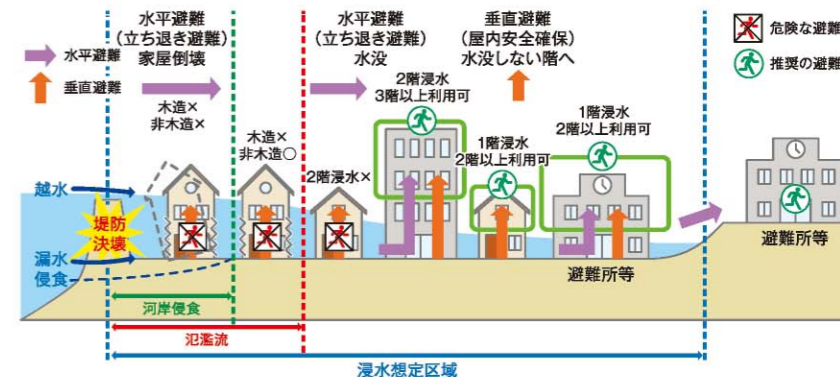 水平避難
(立ち退き避難)
家屋倒壊
水平避難
(立ち退き避難)
水没
垂直避難
(屋内安全確保)
水没しない階へ
危険な避難
推奨の避難
水平避難
垂直避難
木造×
非木造×
木造×
非木造○
2階浸水×
2階浸水
3階以上利用可
1階浸水
2階以上利用可
1階浸水
2階以上利用可
越水
堤防
決壊
漏水
侵食
避難所等
避難所等
河岸侵食
氾濫流
浸水想定区域